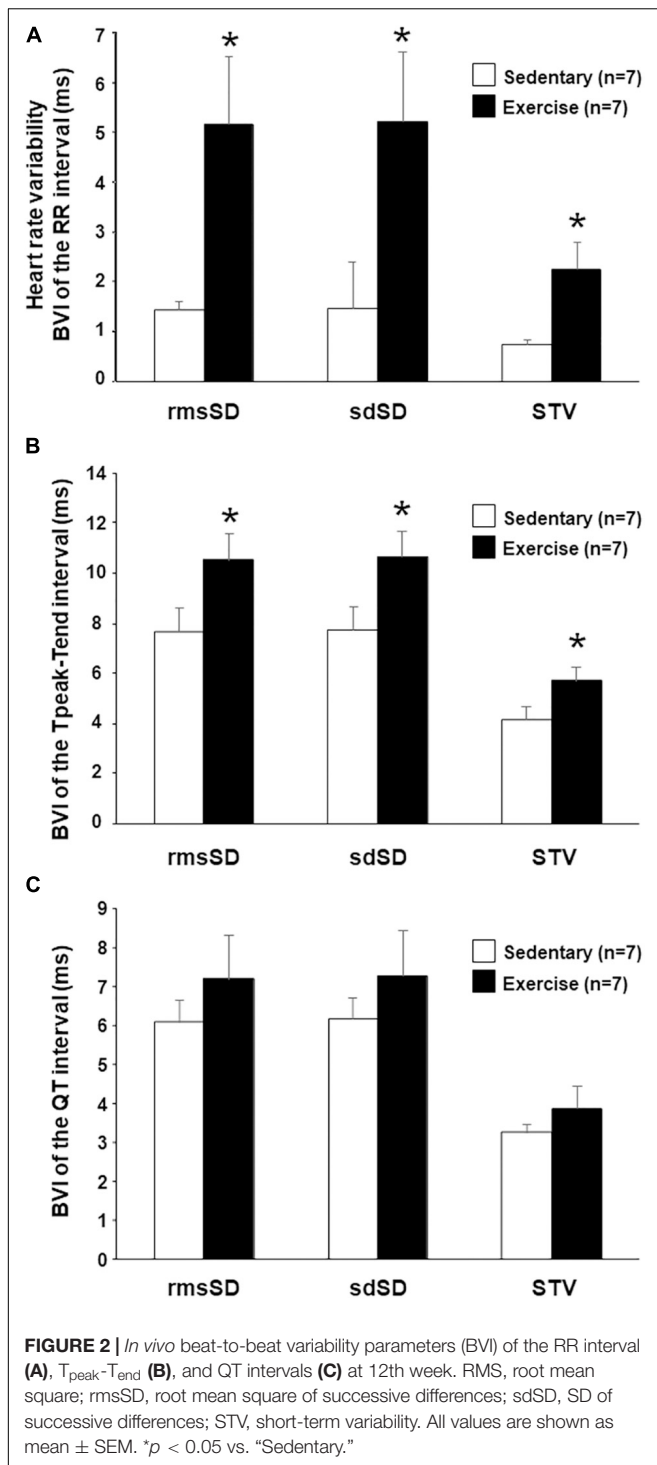 A
Heart rate variability
BVI of the RR interval (ms)
7
6
5
4
3
2
1
0
*
*
*
Sedentary (n=7)
Exercise (n=7)
rmsSD sdSD STV
B
BVI of the Tpeak-Tend interval (ms)
14
12
10
8
6
4
2
0
*
*
*
Sedentary (n=7)
Exercise (n=7)
rmsSD sdSD STV
C
BVI of the QT interval (ms)
9
8
7
6
5
4
3
2
1
0
Sedentary (n=7)
Exercise (n=7)
rmsSD sdSD STV
FIGURE 2 | In vivo beat-to-beat variability parameters (BVI) of the RR interval
(A), Tpeak-Tend (B), and QT intervals (C) at 12th week. RMS, root mean
square; rmsSD, root mean square of successive differences; sdSD, SD of
successive differences; STV, short-term variability. All values are shown as
mean ± SEM. *p < 0.05 vs. “Sedentary.”